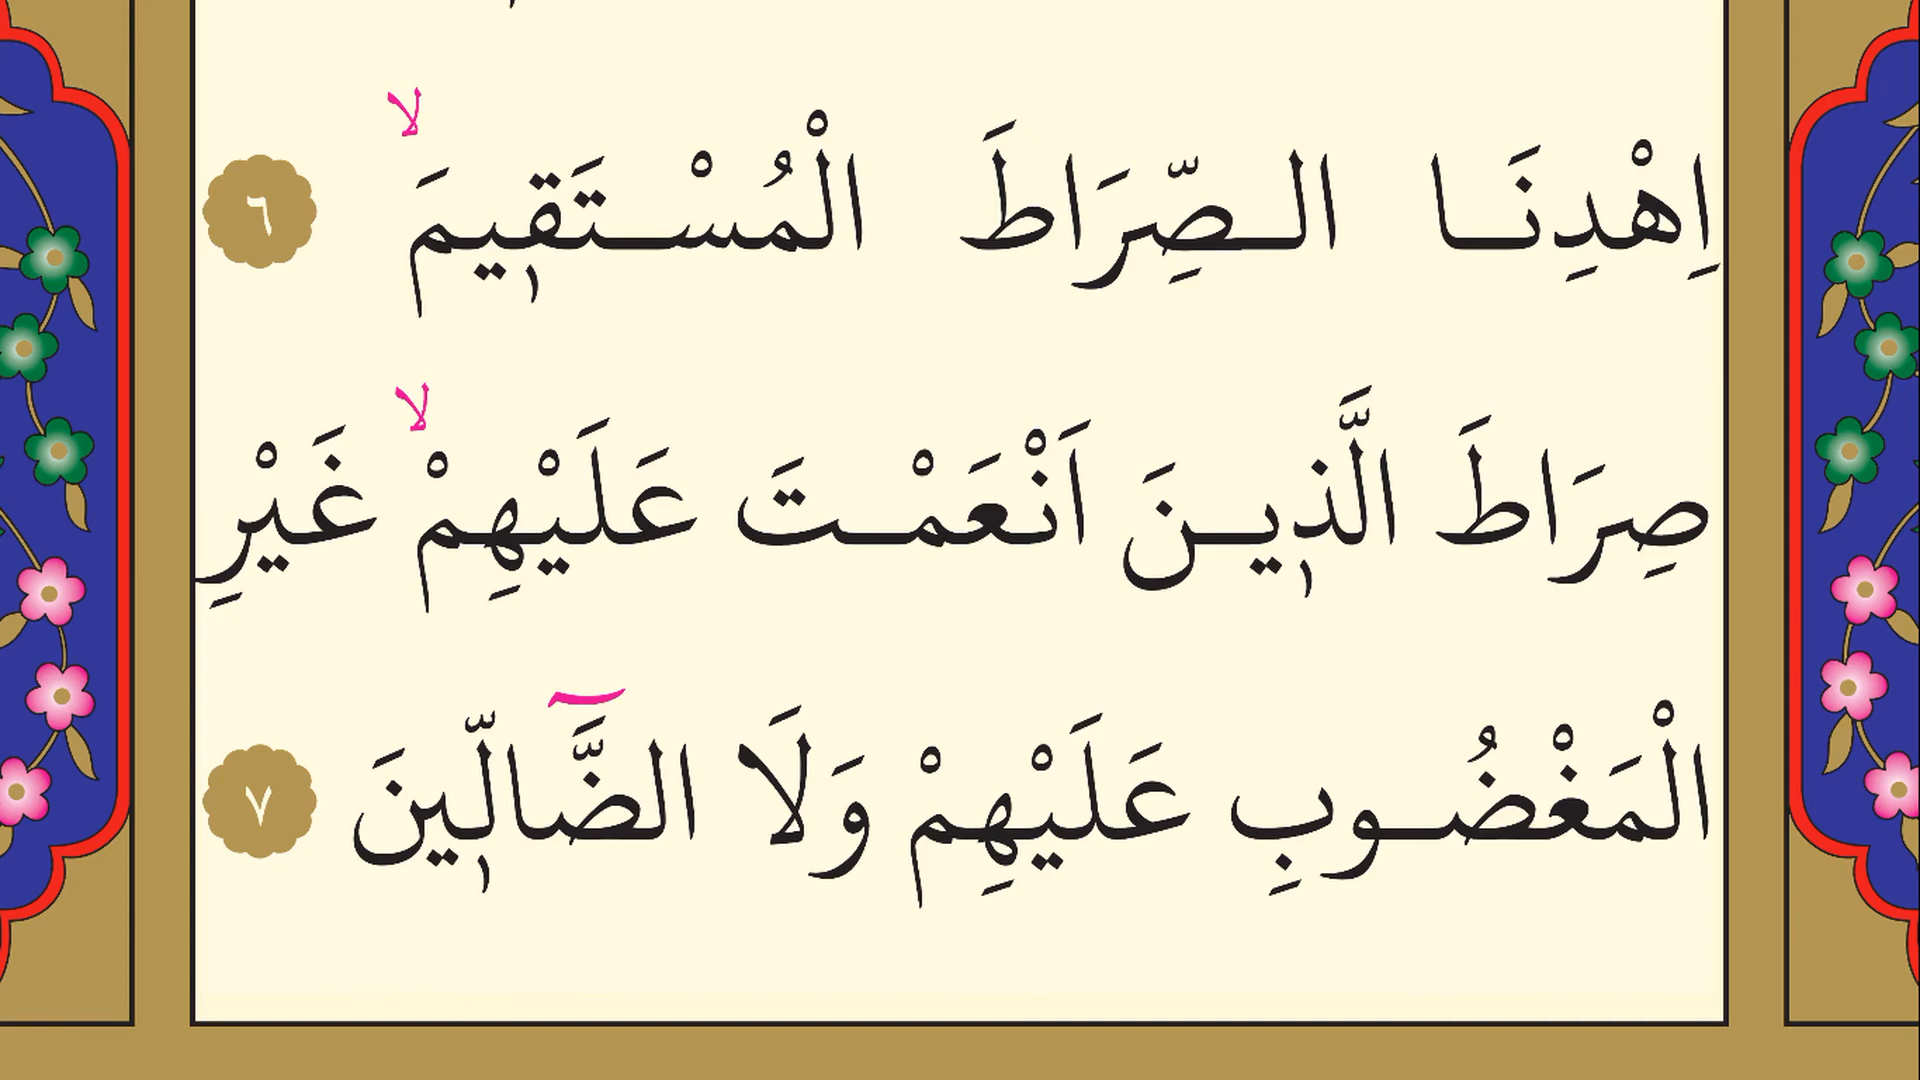 اِهْدِنَا الصِّرَاطَ الْمُسْتَقٖيمَۙ ٦
صِرَاطَ الَّذٖينَ اَنْعَمْتَ عَلَيْهِمْۙ غَيْرِ
الْمَغْضُوبِ عَلَيْهِمْ وَلَا الضَّٓالّٖينَ ٧